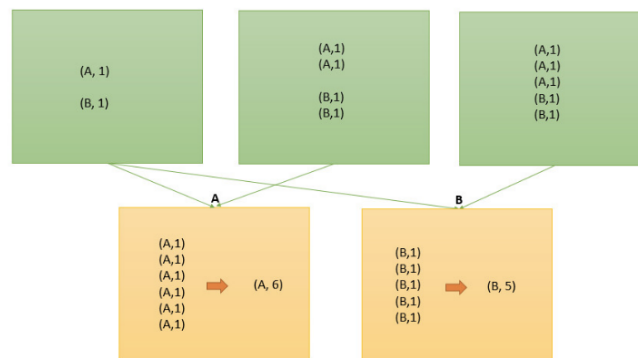 (A, 1)
(B, 1)
(A,1)
(A,1)
(B,1)
(B,1)
(A,1)
(A,1)
(A,1)
(B,1)
(B,1)
A
B
(A,1)
(A,1)
(A,1)
(A,1)
(A,1)
(A,1)
(A, 6)
(B,1)
(B,1)
(B,1)
(B,1)
(B,1)
(B, 5)